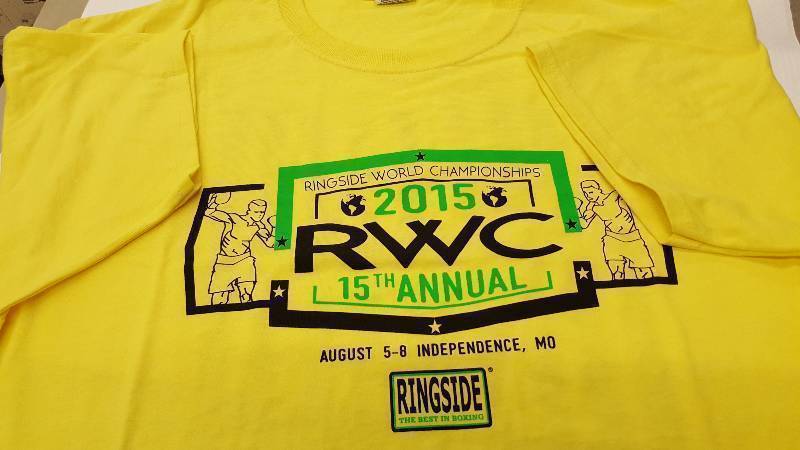 RINGSIDE WORLD CHAMPIONSHIPS
2015
RWC
15TH ANNUAL
AUGUST 5-8 INDEPENDENCE, MO
RINGSIDE®
THE BEST IN BOXING